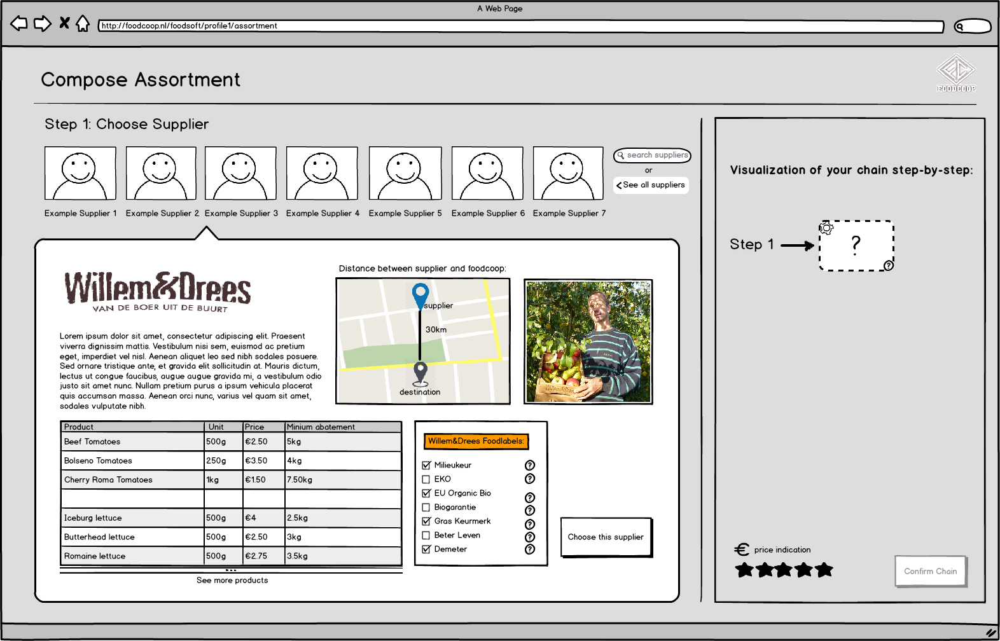 A Web Page
http://foodcoop.nl/foodsoft/profile1/assortment
Compose Assortment
FOODCOOP
Step 1: Choose Supplier
search suppliers
or
See all suppliers
Example Supplier 1
Example Supplier 2
Example Supplier 3
Example Supplier 4
Example Supplier 5
Example Supplier 6
Example Supplier 7
Willem&Drees
VAN DE BOER UIT DE BUURT
Lorem ipsum dolor sit amet, consectetur adipiscing elit. Praesent
viverra dignissim mattis. Vestibulum nisi sem, euismod ac pretium
eget, imperdiet vel nisl. Aenean aliquet leo sed nibh sodales posuere.
Sed ornare tristique ante, et gravida elit sollicitudin at. Mauris dictum,
lectus ut congue faucibus, augue augue gravida mi, a vestibulum odio
justo sit amet nunc. Nullam pretium purus a ipsum vehicula placerat
quis accumsan massa. Aenean orci nunc, varius vel quam sit amet,
sodales vulputate nibh.
Distance between supplier and foodcoop:
supplier
30km
destination
Willem&Drees
Product Unit Price Minium abatement
Beef Tomatoes 500g €2.50 5kg
Bolseno Tomatoes 250g €3.50 4kg
Cherry Roma Tomatoes 1kg €1.50 7.50kg
Iceburg lettuce 500g €4 2.5kg
Butterhead lettuce 500g €2.50 3kg
Romaine lettuce 500g €2.75 3.5kg
...
See more products
Willem&Drees Foodlabels:
Milieukeur ?
EKO ?
EU Organic Bio ?
Biogarantie ?
Gras Keurmerk ?
Beter Leven ?
Demeter ?
Choose this supplier
Visualization of your chain step-by-step:
Step 1
?
?
€ price indication
Confirm Chain